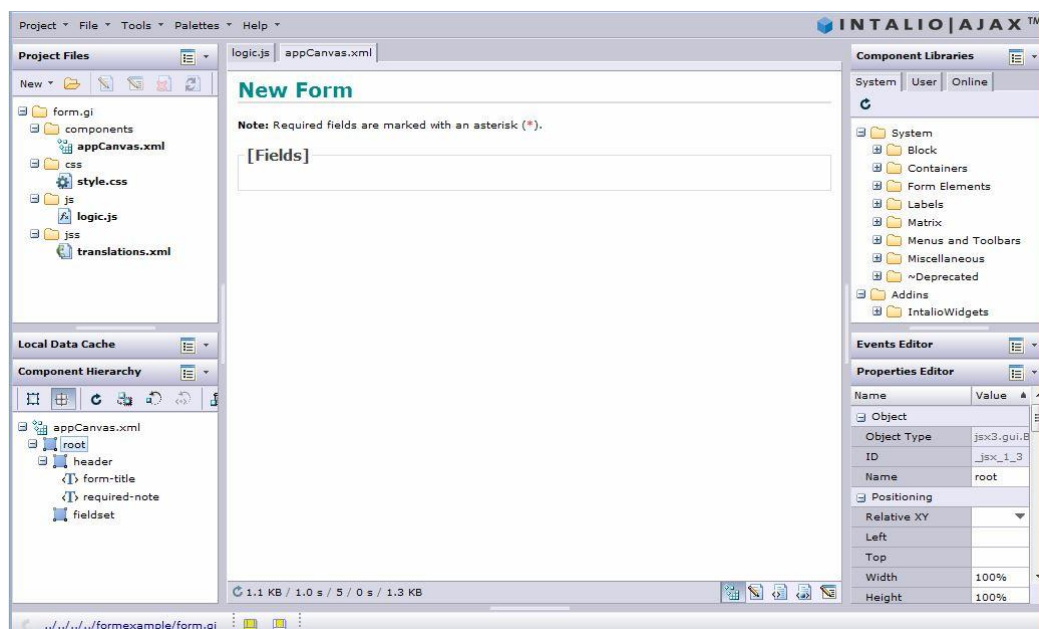 Project File Tools Palettes Help
INTALIO|AJAX™
Project Files
New
form.gi
components
appCanvas.xml
css
style.css
js
logic.js
jss
translations.xml
Local Data Cache
Component Hierarchy
appCanvas.xml
root
header
form-title
required-note
fieldset
logic.js appCanvas.xml
New Form
Note: Required fields are marked with an asterisk (*).
[Fields]
1.1 KB / 1.0 s / 5 / 0 s / 1.3 KB
Component Libraries
System User Online
System
Block
Containers
Form Elements
Labels
Matrix
Menus and Toolbars
Miscellaneous
~Deprecated
Addins
IntalioWidgets
Events Editor
Properties Editor
Name Value
Object
Object Type jsx3.gui.B
ID _jsx_1_3
Name root
Positioning
Relative XY
Left
Top
Width 100%
Height 100%
../../../../formexample/form.gi